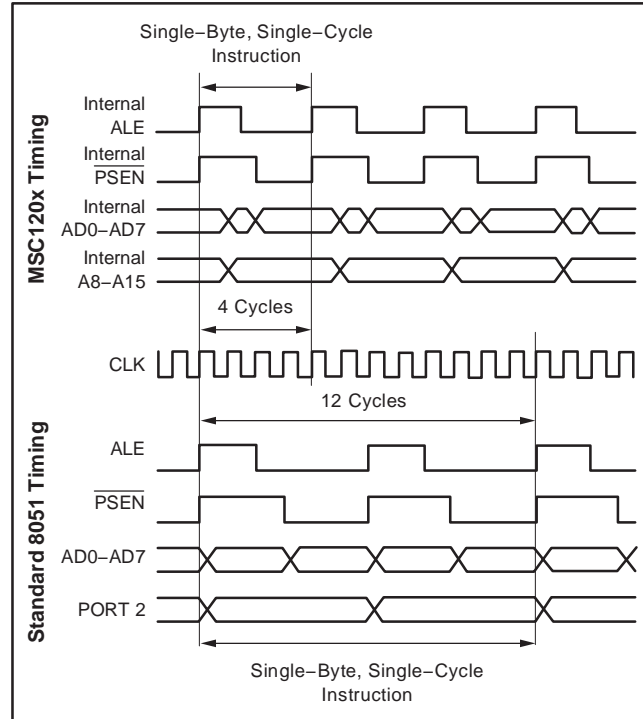 Single−Byte, Single−Cycle
Instruction
MSC120x Timing
Internal
ALE
Internal
PSEN
Internal
AD0−AD7
Internal
A8−A15
4 Cycles
CLK
12 Cycles
Standard 8051 Timing
ALE
PSEN
AD0−AD7
PORT 2
Single−Byte, Single−Cycle
Instruction